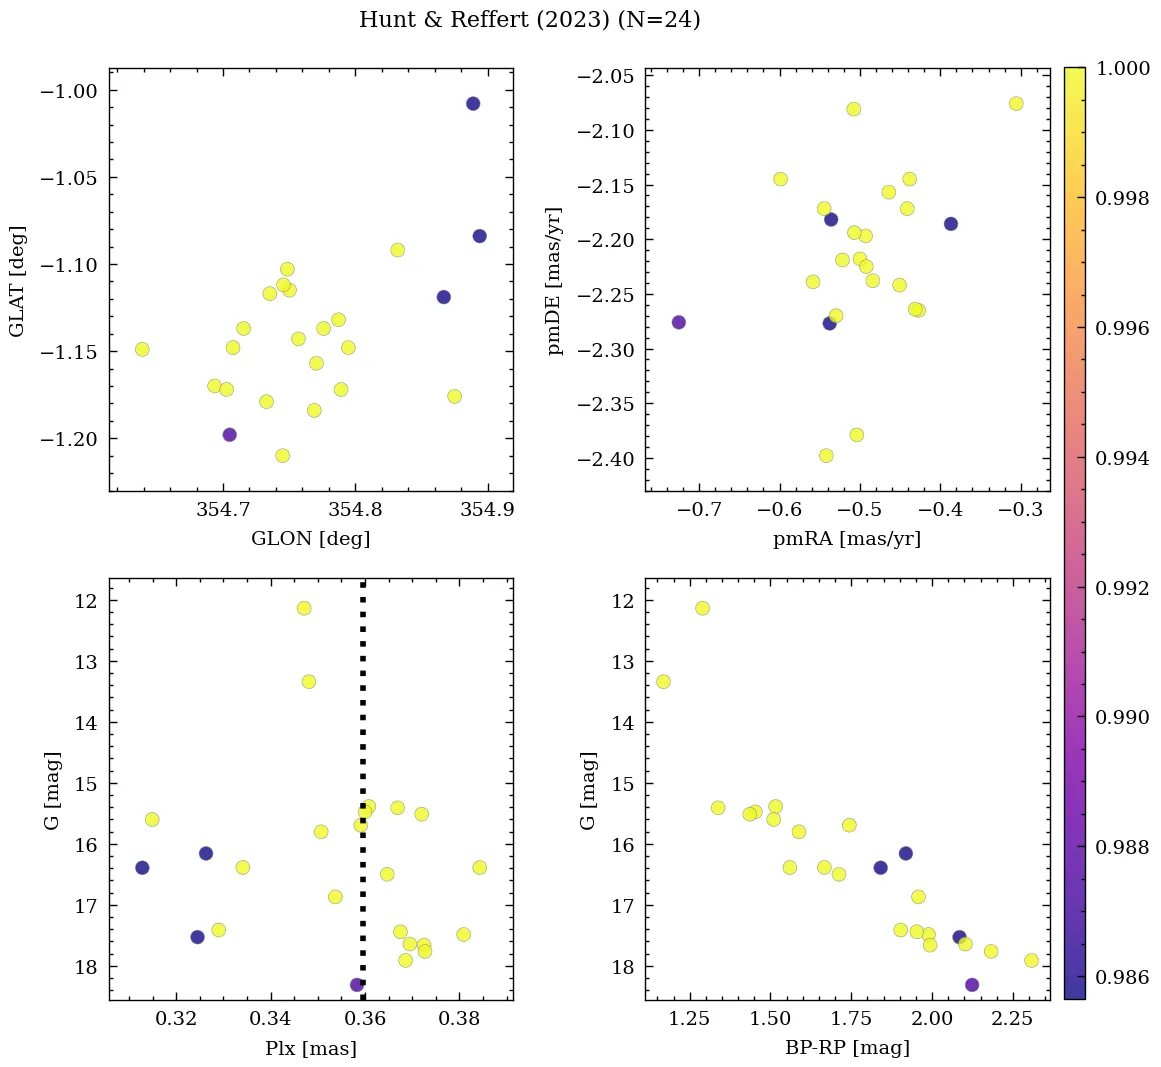 Hunt & Reffert (2023) (N=24)
−1.00
−1.05
−1.10
−1.15
−1.20
GLAT [deg]
354.7 354.8 354.9
GLON [deg]
−2.05
−2.10
−2.15
−2.20
−2.25
−2.30
−2.35
−2.40
pmDE [mas/yr]
−0.7 −0.6 −0.5 −0.4 −0.3
pmRA [mas/yr]
12
13
14
15
16
17
18
G [mag]
0.32 0.34 0.36 0.38
Plx [mas]
12
13
14
15
16
17
18
G [mag]
1.25 1.50 1.75 2.00 2.25
BP-RP [mag]
1.000
0.998
0.996
0.994
0.992
0.990
0.988
0.986